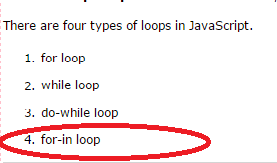 There are four types of loops in JavaScript.
1. for loop
2. while loop
3. do-while loop
4. for-in loop